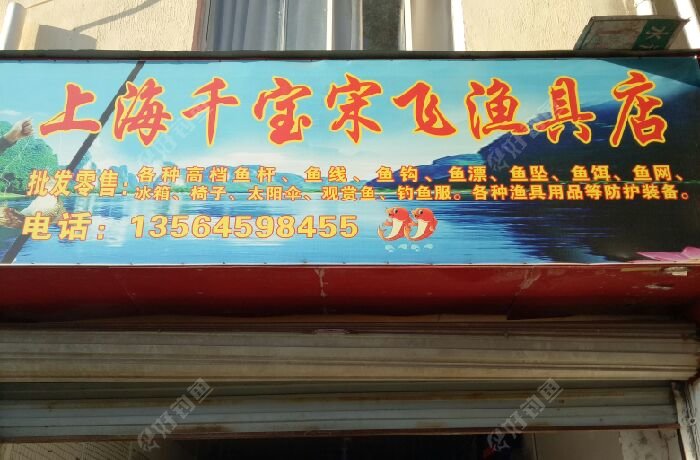 上海千宝宋飞渔具店
批发零售:各种高档鱼杆、鱼线、鱼钩、鱼漂、鱼坠、鱼饵、鱼网、
冰箱、椅子、太阳伞、观赏鱼、钓鱼服。各种渔具用品等防护装备。
电话：13564598455